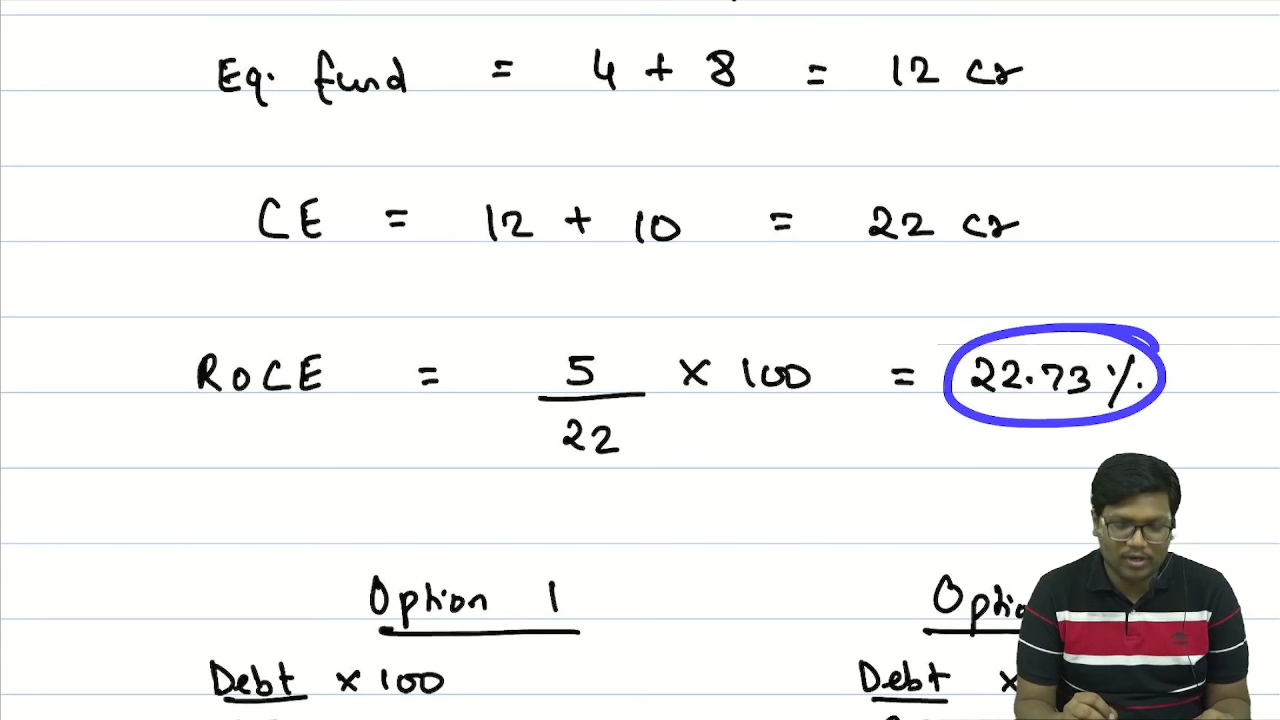 Eq. fund = 4 + 8 = 12 cr
CE = 12 + 10 = 22 cr
ROCE = 5 × 100 = 22.73 %.
22
Option 1
Debt × 100 Debt ×